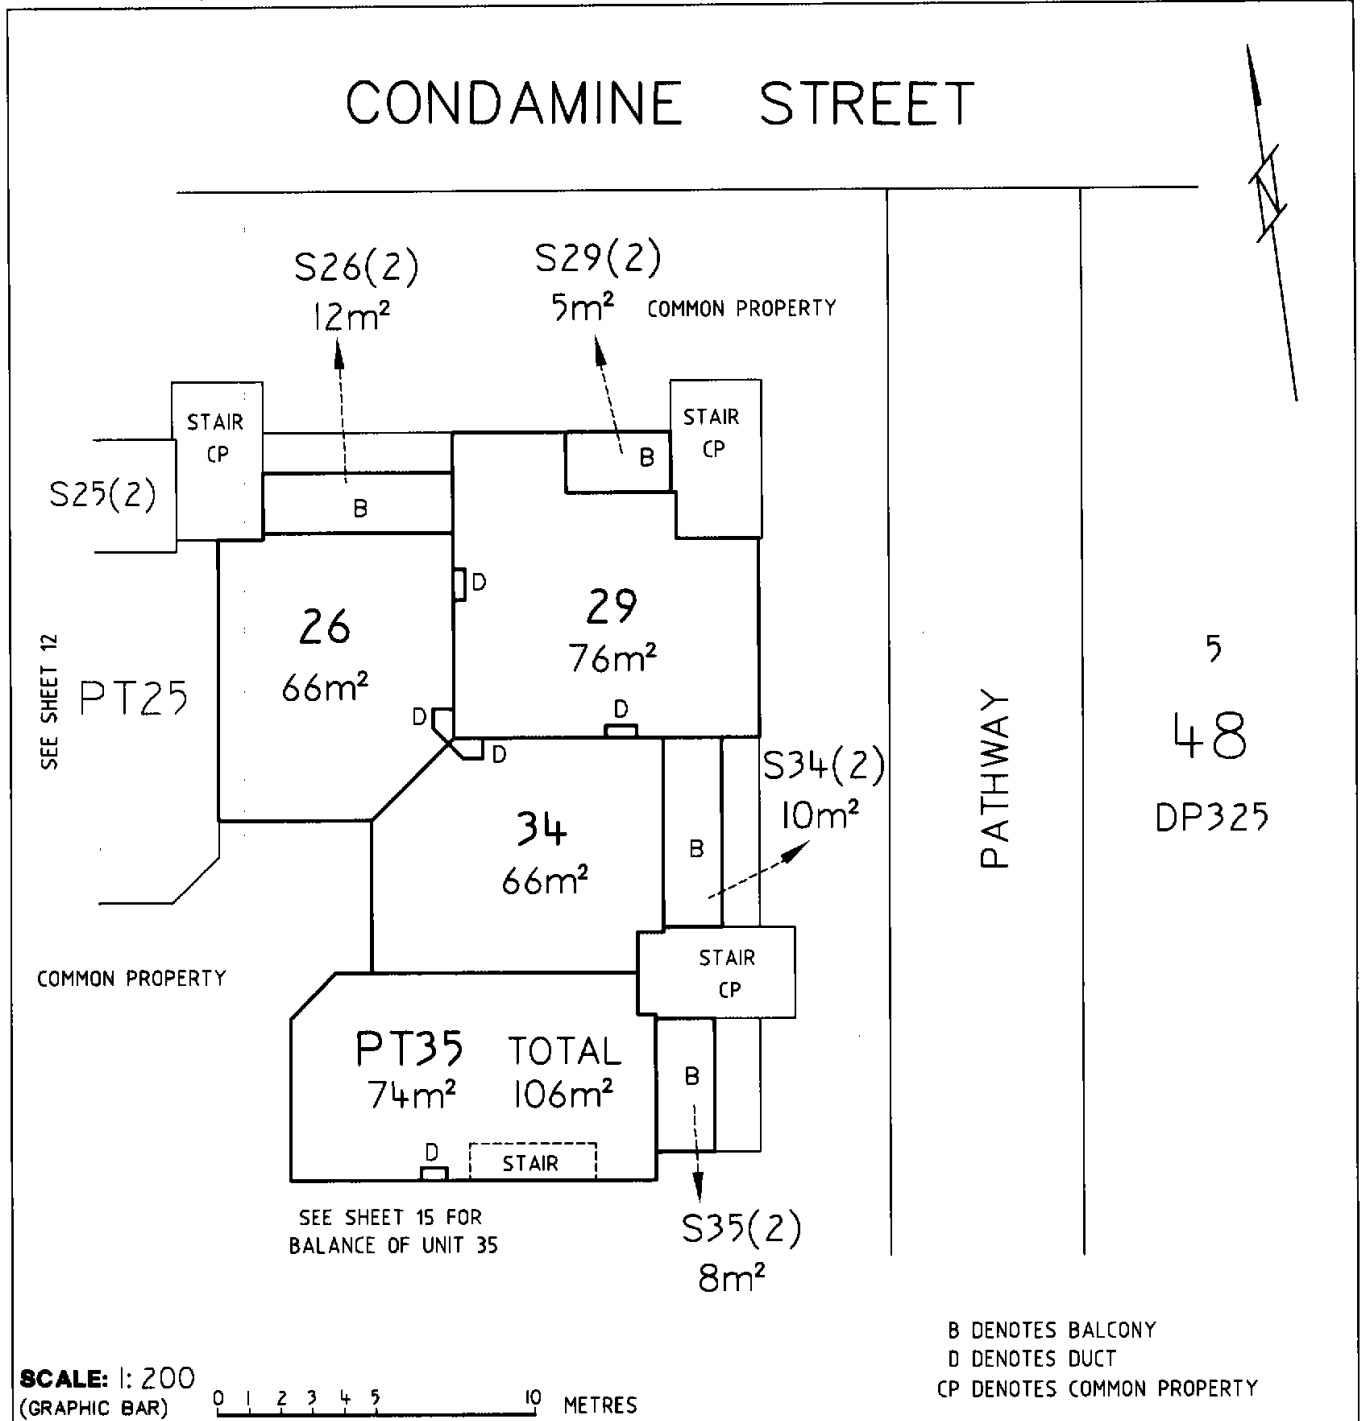 CONDAMINE STREET
N
S26(2)
12m²
S29(2)
5m²
COMMON PROPERTY
STAIR
CP
STAIR
CP
S25(2)
B
B
D
26
66m²
29
76m²
SEE SHEET 12
PT25
D
D
D
S34(2)
10m²
PATHWAY
5
48
DP325
34
66m²
B
COMMON PROPERTY
STAIR
CP
PT35
74m²
TOTAL
106m²
B
D
STAIR
SEE SHEET 15 FOR
BALANCE OF UNIT 35
S35(2)
8m²
B DENOTES BALCONY
D DENOTES DUCT
CP DENOTES COMMON PROPERTY
SCALE: 1:200
(GRAPHIC BAR)
0 1 2 3 4 5 10 METRES